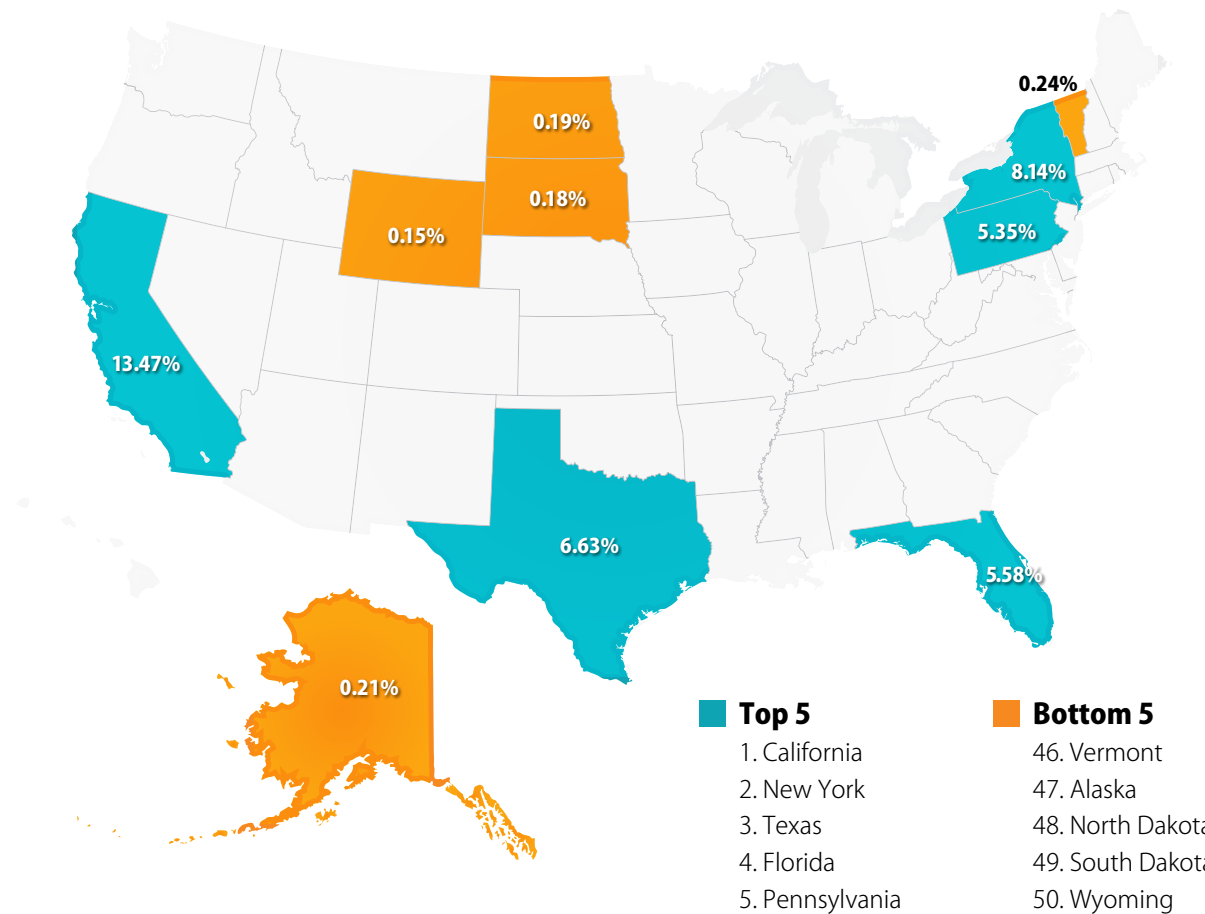 0.24%
0.19%
8.14%
0.18%
5.35%
0.15%
13.47%
6.63%
5.58%
0.21%
Top 5
1. California
2. New York
3. Texas
4. Florida
5. Pennsylvania
Bottom 5
46. Vermont
47. Alaska
48. North Dakota
49. South Dakota
50. Wyoming